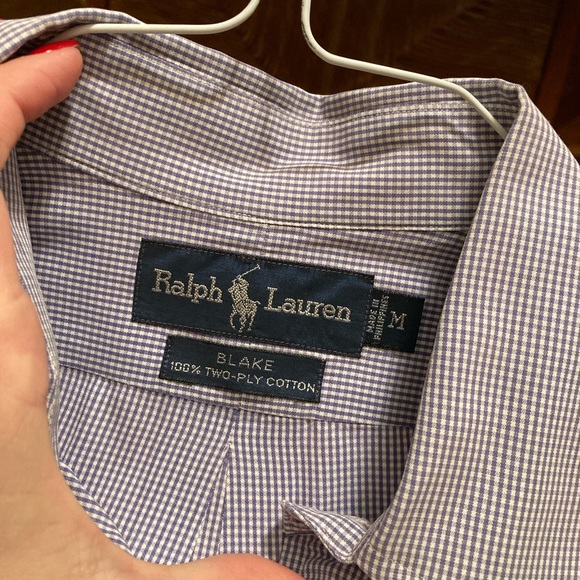 Ralph Lauren
MADE IN
PHILIPPINES
M
BLAKE
100% TWO-PLY COTTON